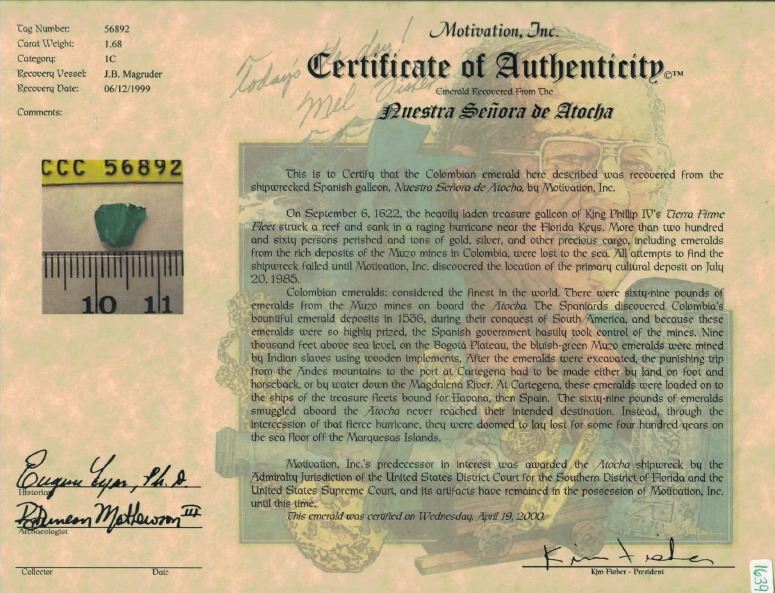 Tag Number: 56892
Carat Weight: 1.68
Category: 1C
Recovery Vessel: J.B. Magruder
Recovery Date: 06/12/1999
Comments:
CCC 56892
10 11
Today's the day!
Mel Fisher
Motivation, Inc.
Certificate of Authenticity ©™
Emerald Recovered From The
Nuestra Señora de Atocha
This is to Certify that the Colombian emerald here described was recovered from the
shipwrecked Spanish galleon, Nuestra Señora de Atocha, by Motivation, Inc.
On September 6, 1622, the heavily laden treasure galleon of King Phillip IV's Tierra Firme
Fleet struck a reef and sank in a raging hurricane near the Florida Keys. More than two hundred
and sixty persons perished and tons of gold, silver, and other precious cargo, including emeralds
from the rich deposits of the Muzo mines in Colombia, were lost to the sea. All attempts to find the
shipwreck failed until Motivation, Inc. discovered the location of the primary cultural deposit on July
20, 1985.
Colombian emeralds: considered the finest in the world. There were sixty-nine pounds of
emeralds from the Muzo mines on board the Atocha. The Spaniards discovered Colombia's
bountiful emerald deposits in 1536, during their conquest of South America, and because these
emeralds were so highly prized, the Spanish government hastily took control of the mines. Nine
thousand feet above sea level, on the Bogotá Plateau, the bluish-green Muzo emeralds were mined
by Indian slaves using wooden implements. After the emeralds were excavated, the punishing trip
from the Andes mountains to the port at Cartegena had to be made either by land on foot and
horseback, or by water down the Magdalena River. At Cartegena, these emeralds were loaded on to
the ships of the treasure fleets bound for Havana, then Spain. The sixty-nine pounds of emeralds
smuggled aboard the Atocha never reached their intended destination. Instead, through the
intercession of that fierce hurricane, they were doomed to lay lost for some four hundred years on
the sea floor off the Marquesas Islands.
Motivation, Inc.'s predecessor in interest was awarded the Atocha shipwreck by the
Admiralty Jurisdiction of the United States District Court for the Southern District of Florida and the
United States Supreme Court, and its artifacts have remained in the possession of Motivation, Inc.
until this time.
This emerald was certified on Wednesday, April 19, 2000.
Eugene Lyon, Ph.D
Historian
R. Duncan Mathewson III
Archaeologist
Collector Date
Kim Fisher
Kim Fisher - President
1639